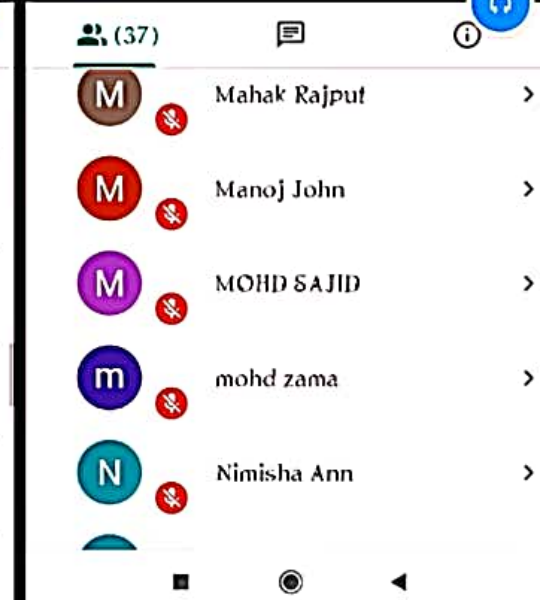 (37)
M Mahak Rajput
M Manoj John
M MOHD SAJID
m mohd zama
N Nimisha Ann